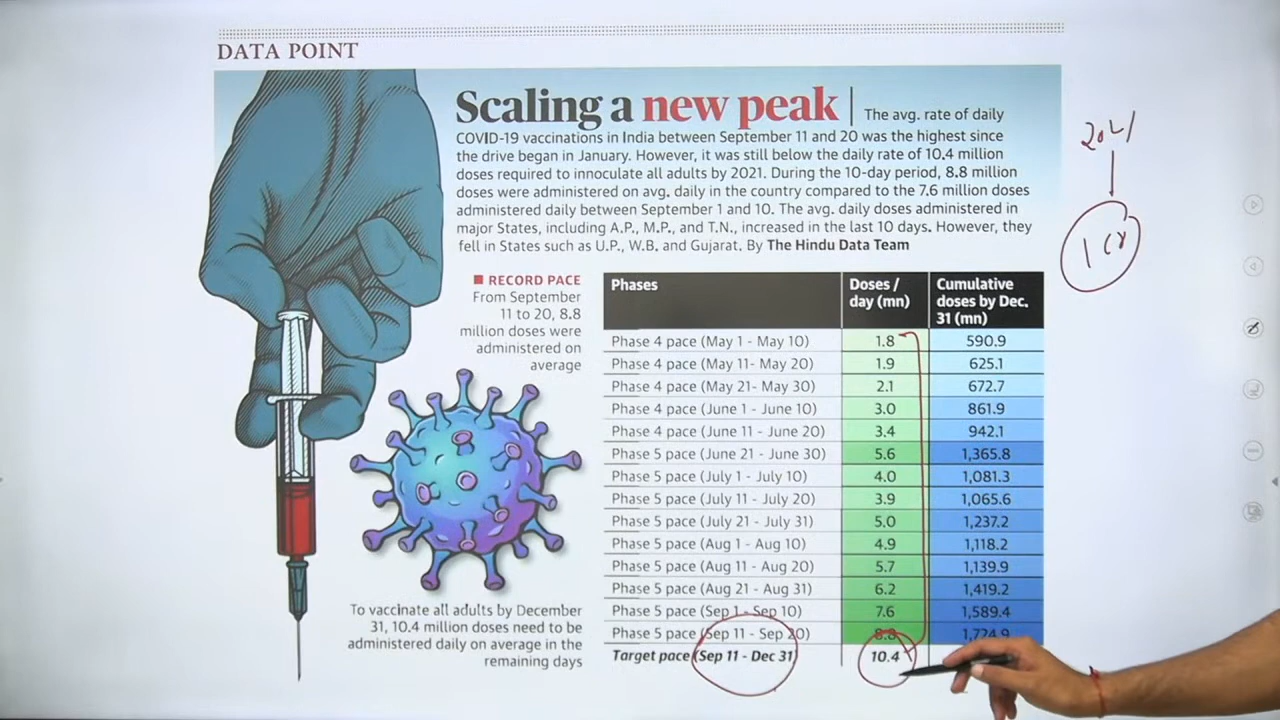 DATA POINT
Scaling a new peak | The avg. rate of daily
COVID-19 vaccinations in India between September 11 and 20 was the highest since
the drive began in January. However, it was still below the daily rate of 10.4 million
doses required to innoculate all adults by 2021. During the 10-day period, 8.8 million
doses were administered on avg. daily in the country compared to the 7.6 million doses
administered daily between September 1 and 10. The avg. daily doses administered in
major States, including A.P., M.P., and T.N., increased in the last 10 days. However, they
fell in States such as U.P., W.B. and Gujarat. By The Hindu Data Team
2021
1 cr
RECORD PACE
From September
11 to 20, 8.8
million doses were
administered on
average
Phases Doses / day (mn) Cumulative doses by Dec. 31 (mn)
Phase 4 pace (May 1 - May 10) 1.8 590.9
Phase 4 pace (May 11- May 20) 1.9 625.1
Phase 4 pace (May 21- May 30) 2.1 672.7
Phase 4 pace (June 1 - June 10) 3.0 861.9
Phase 4 pace (June 11 - June 20) 3.4 942.1
Phase 5 pace (June 21 - June 30) 5.6 1,365.8
Phase 5 pace (July 1 - July 10) 4.0 1,081.3
Phase 5 pace (July 11 - July 20) 3.9 1,065.6
Phase 5 pace (July 21 - July 31) 5.0 1,237.2
Phase 5 pace (Aug 1 - Aug 10) 4.9 1,118.2
Phase 5 pace (Aug 11 - Aug 20) 5.7 1,139.9
Phase 5 pace (Aug 21 - Aug 31) 6.2 1,419.2
Phase 5 pace (Sep 1 - Sep 10) 7.6 1,589.4
Phase 5 pace (Sep 11 - Sep 20) 8.8 1,724.9
Target pace (Sep 11 - Dec 31) 10.4
To vaccinate all adults by December
31, 10.4 million doses need to be
administered daily on average in the
remaining days